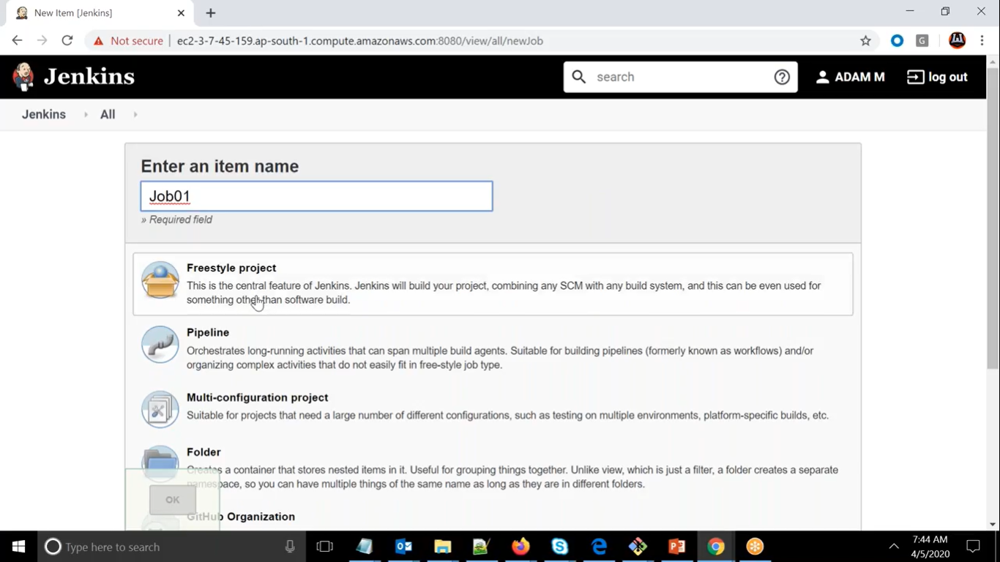 New Item [Jenkins]
Not secure
ec2-3-7-45-159.ap-south-1.compute.amazonaws.com:8080/view/all/newJob
G
Jenkins
search
ADAM M
log out
Jenkins
All
Enter an item name
Job01
» Required field
Freestyle project
This is the central feature of Jenkins. Jenkins will build your project, combining any SCM with any build system, and this can be even used for
something other than software build.
Pipeline
Orchestrates long-running activities that can span multiple build agents. Suitable for building pipelines (formerly known as workflows) and/or
organizing complex activities that do not easily fit in free-style job type.
Multi-configuration project
Suitable for projects that need a large number of different configurations, such as testing on multiple environments, platform-specific builds, etc.
Folder
Creates a container that stores nested items in it. Useful for grouping things together. Unlike view, which is just a filter, a folder creates a separate
namespace, so you can have multiple things of the same name as long as they are in different folders.
OK
GitHub Organization
Type here to search
7:44 AM
4/5/2020